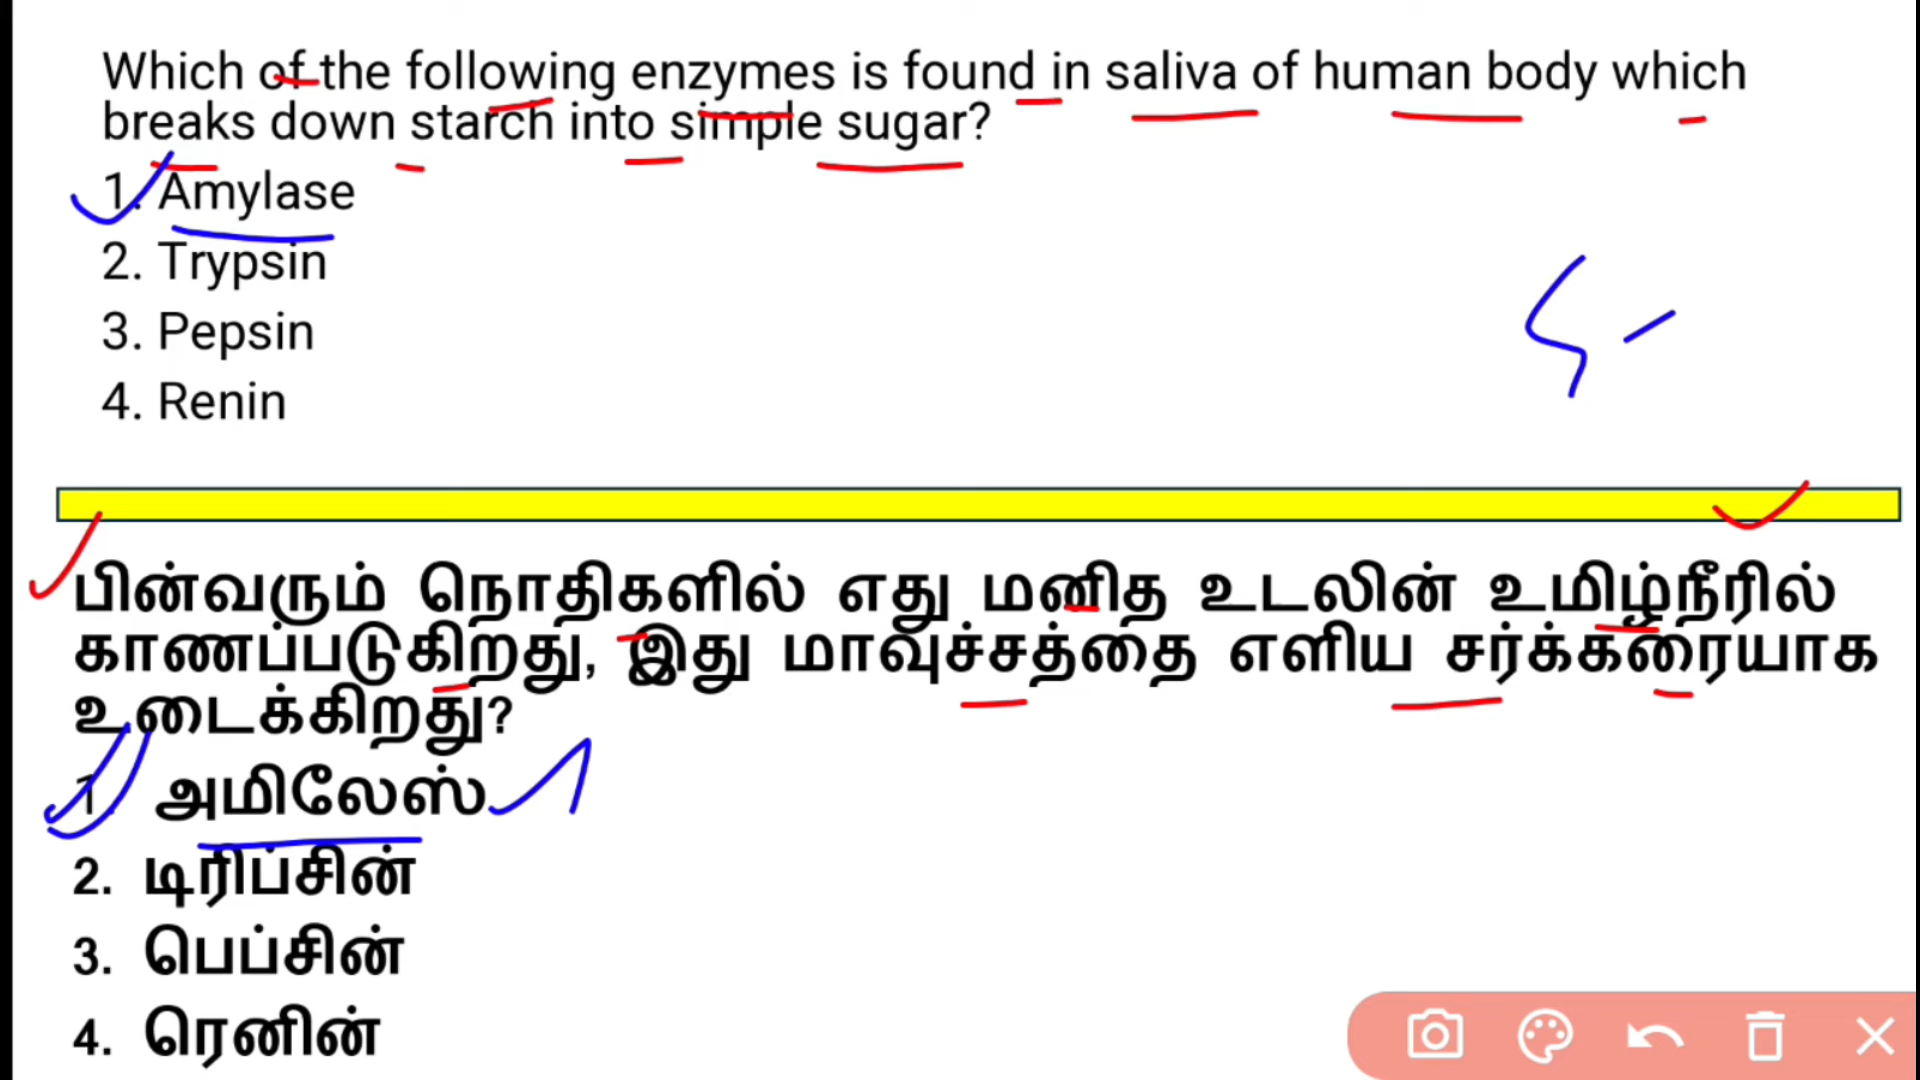 Which of the following enzymes is found in saliva of human body which
breaks down starch into simple sugar?
1. Amylase
2. Trypsin
3. Pepsin
4. Renin
பின்வரும் நொதிகளில் எது மனித உடலின் உமிழ்நீரில்
காணப்படுகிறது, இது மாவுச்சத்தை எளிய சர்க்கரையாக
உடைக்கிறது?
1. அமிலேஸ்
2. டிரிப்சின்
3. பெப்சின்
4. ரெனின்